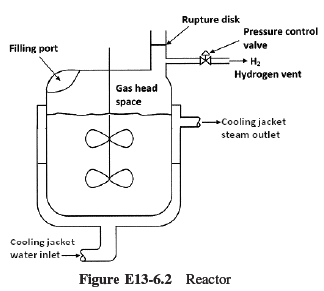 Rupture disk
Pressure control
valve
Filling port
H₂
Hydrogen vent
Gas head
space
Cooling jacket
steam outlet
Cooling jacket
water inlet
Figure E13-6.2 Reactor